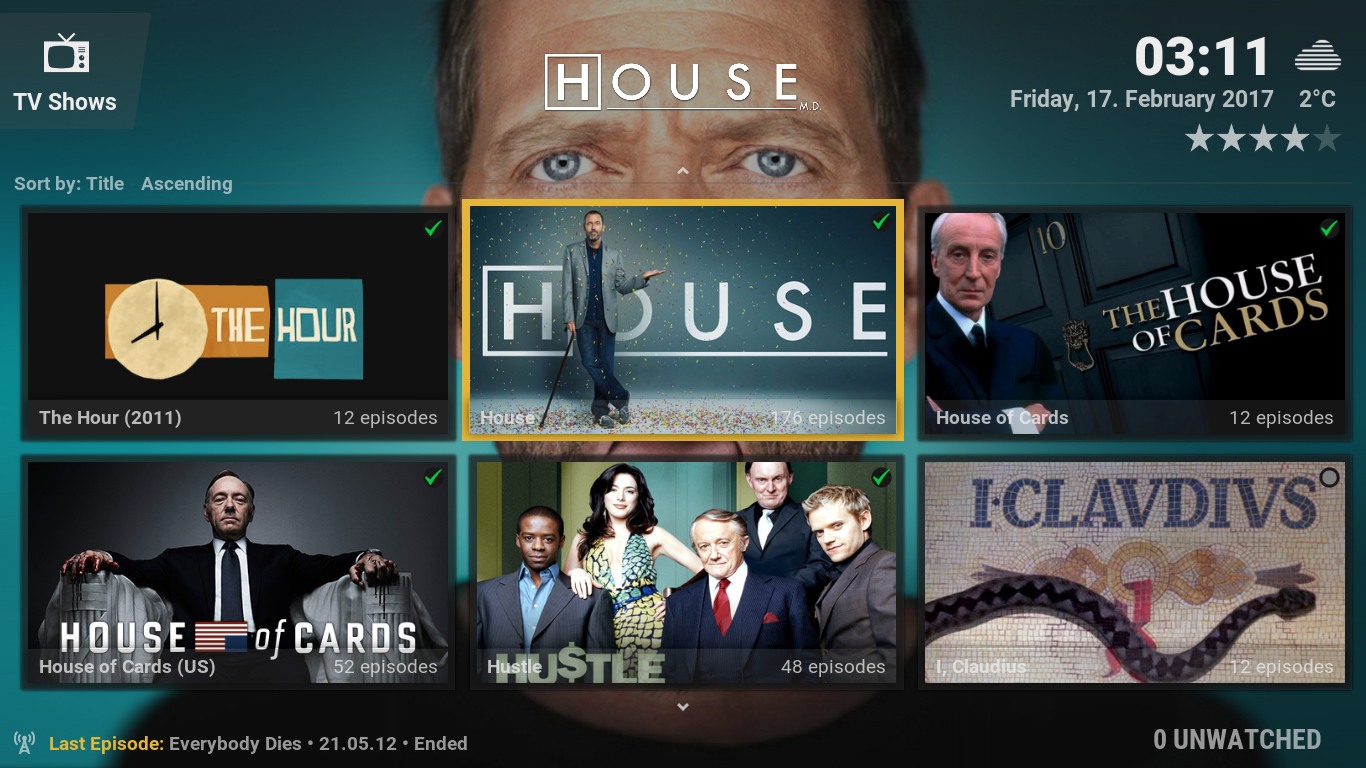 TV Shows
HOUSE M.D.
03:11
Friday, 17. February 2017 2°C
Sort by: Title Ascending
THE HOUR
The Hour (2011) 12 episodes
HOUSE
House 176 episodes
10
THE HOUSE
OF CARDS
House of Cards 12 episodes
HOUSE of CARDS
House of Cards (US) 52 episodes
HU$TLE
Hustle 48 episodes
I·CLAVDIVS
I, Claudius 12 episodes
Last Episode: Everybody Dies • 21.05.12 • Ended
0 UNWATCHED